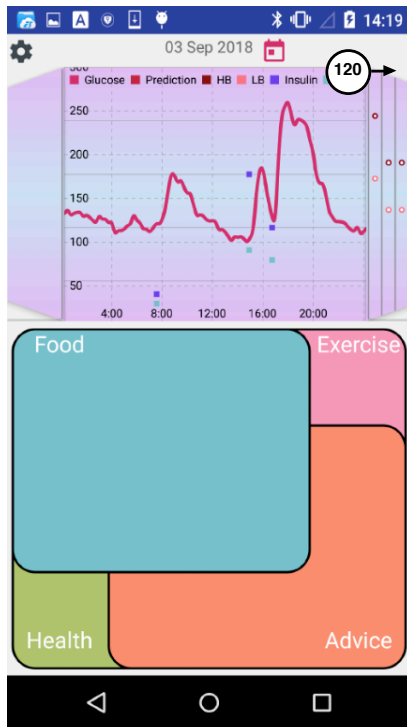 A 14:19
03 Sep 2018
120
300
Glucose Prediction HB LB Insulin
250
200
150
100
50
4:00 8:00 12:00 16:00 20:00
Food Exercise
Health Advice